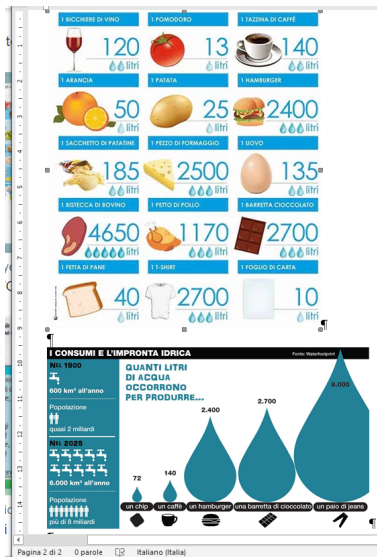 1 BICCHIERE DI VINO
120
litri
1 POMODORO
13
litri
1 TAZZINA DI CAFFÈ
140
litri
1 ARANCIA
50
litri
1 PATATA
25
litri
1 HAMBURGER
2400
litri
1 SACCHETTO DI PATATINE
185
litri
1 PEZZO DI FORMAGGIO
2500
litri
1 UOVO
135
litri
1 BISTECCA DI BOVINO
4650
litri
1 PETTO DI POLLO
1170
litri
1 BARRETTA CIOCCOLATO
2700
litri
1 FETTA DI PANE
40
litri
1 T-SHIRT
2700
litri
1 FOGLIO DI CARTA
10
litri
I CONSUMI E L'IMPRONTA IDRICA
Fonte: Waterfootprint
NEL 1900
600 km³ all'anno
Popolazione
quasi 2 miliardi
NEL 2025
6.000 km³ all'anno
Popolazione
più di 8 miliardi
QUANTI LITRI
DI ACQUA
OCCORRONO
PER PRODURRE...
72
140
2.400
2.700
8.000
un chip
un caffè
un hamburger
una barretta di cioccolato
un paio di jeans
Pagina 2 di 2
0 parole
Italiano (Italia)